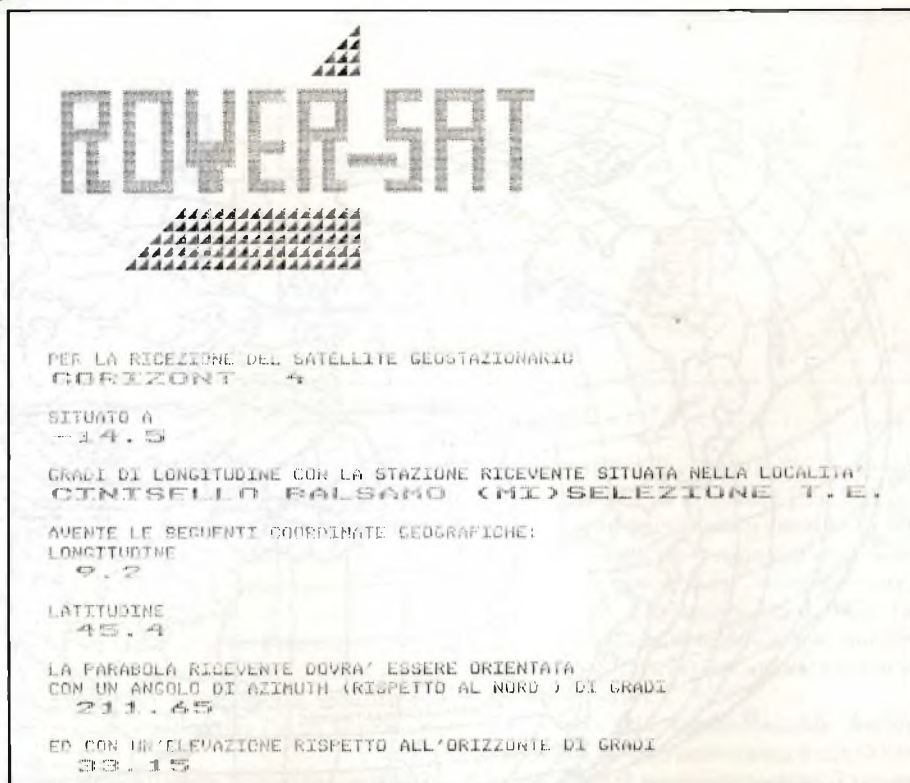 ROVER-SAT
PER LA RICEZIONE DEL SATELLITE GEOSTAZIONARIO
GORIZONT 4
SITUATO A
-14.5
GRADI DI LONGITUDINE CON LA STAZIONE RICEVENTE SITUATA NELLA LOCALITA'
CINISELLO BALSAMO (MI)SELEZIONE T.E.
AVENTE LE SEGUENTI COORDINATE GEOGRAFICHE:
LONGITUDINE
9.2
LATITUDINE
45.4
LA PARABOLA RICEVENTE DOVRA' ESSERE ORIENTATA
CON UN ANGOLO DI AZIMUTH (RISPETTO AL NORD ) DI GRADI
211.65
ED CON UN'ELEVAZIONE RISPETTO ALL'ORIZZONTE DI GRADI
33.15